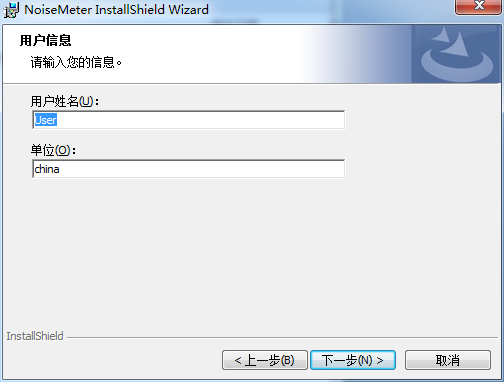 NoiseMeter InstallShield Wizard
用户信息
请输入您的信息。
用户姓名(U)：
User
单位(O)：
china
InstallShield
< 上一步(B)
下一步(N) >
取消